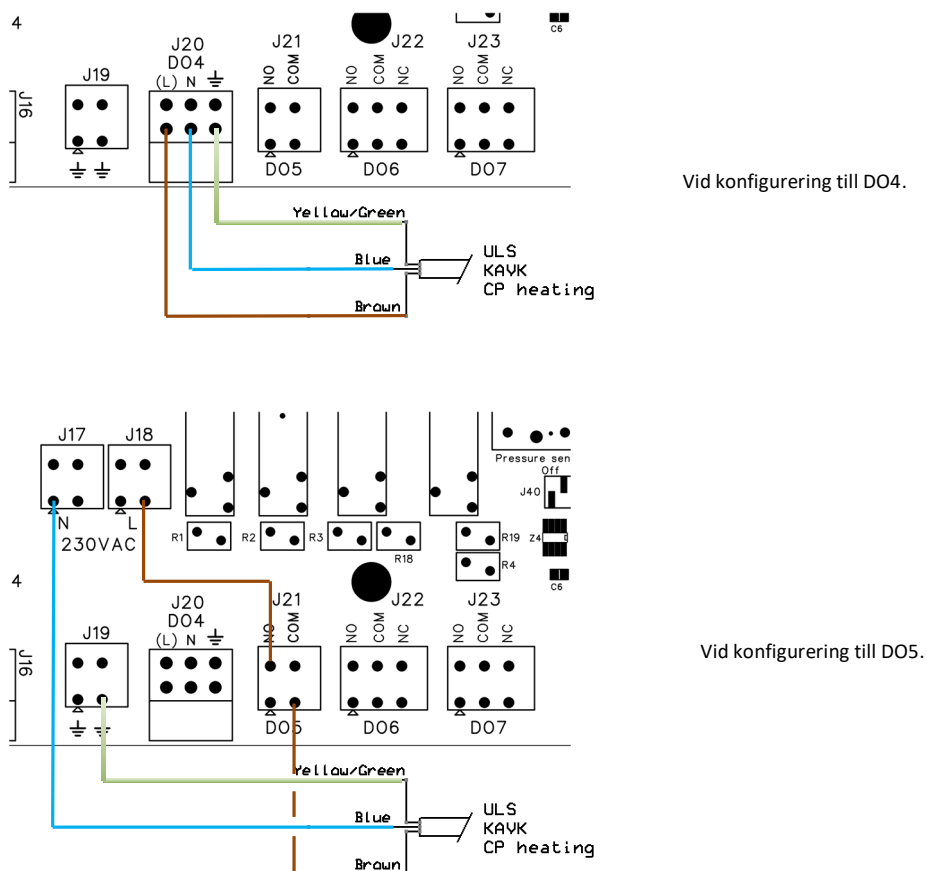 4
C6
J20
J21
J22
J23
DO4
NO COM
NO COM NC
NO COM NC
J19
(L) N
J16
DO5
DO6
DO7
Vid konfigurering till DO4.
Yellow/Green
Blue
ULS
KAVK
CP heating
Brown
J17
J18
Pressure sen
Off
J40
N
L
230VAC
R1
R2
R3
R18
R19
Z4
R4
4
C6
J20
J21
J22
J23
DO4
NO COM
NO COM NC
NO COM NC
J19
(L) N
J16
DO5
DO6
DO7
Vid konfigurering till DO5.
Yellow/Green
Blue
ULS
KAVK
CP heating
Brown